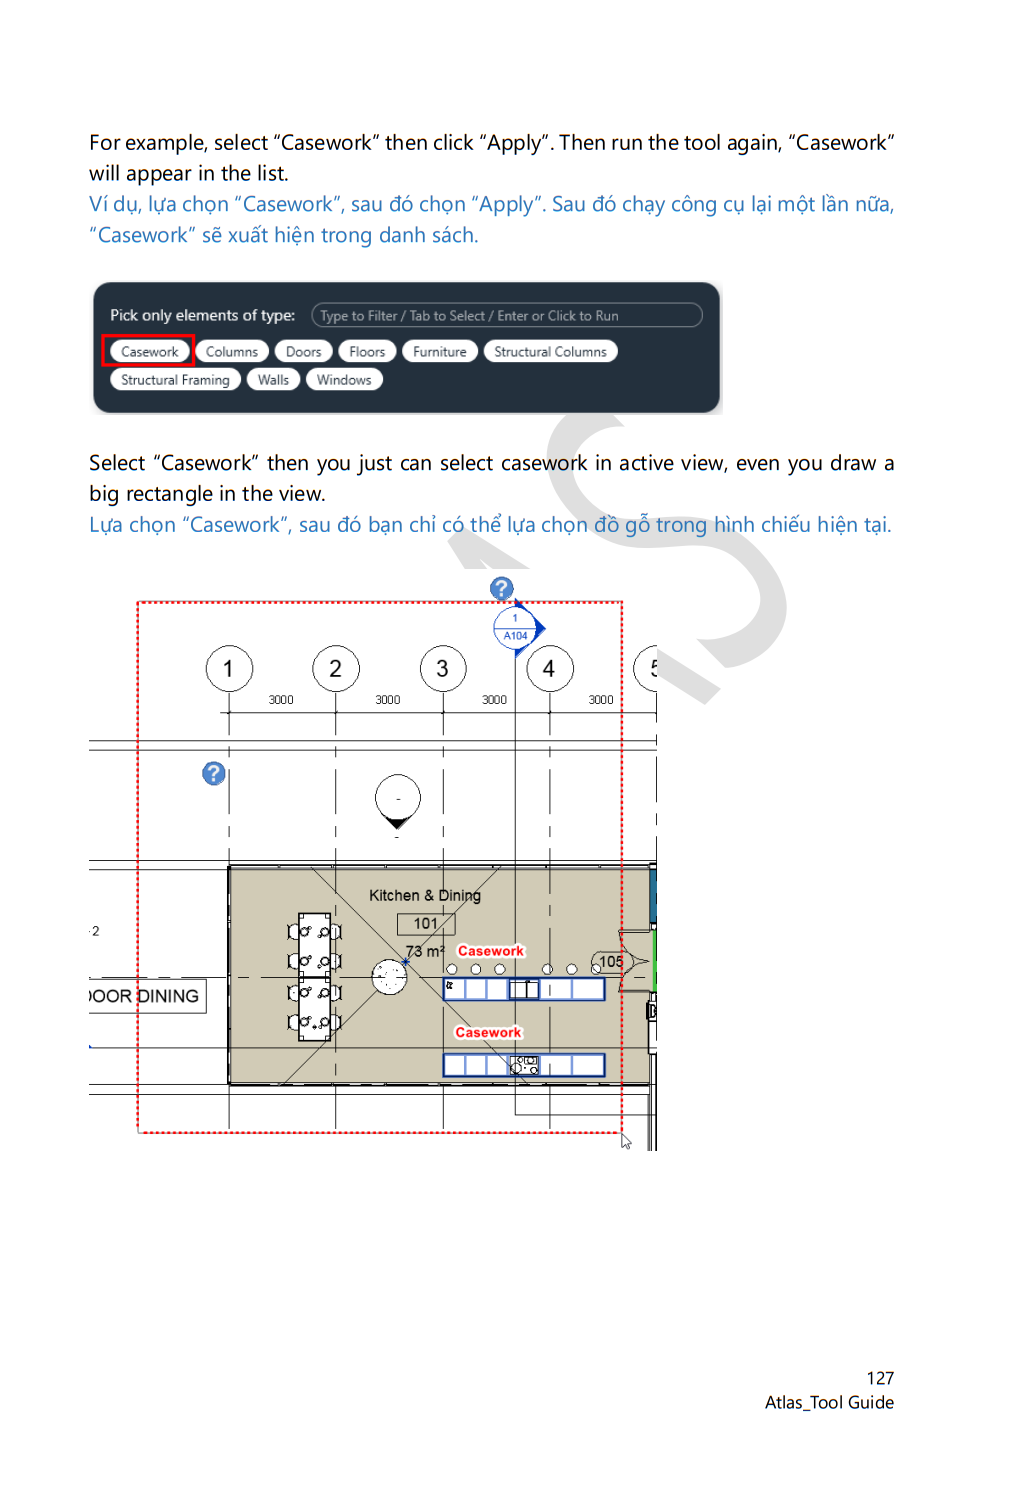 For example, select “Casework” then click “Apply”. Then run the tool again, “Casework”
will appear in the list.
Ví dụ, lựa chọn “Casework”, sau đó chọn “Apply”. Sau đó chạy công cụ lại một lần nữa,
“Casework” sẽ xuất hiện trong danh sách.
Pick only elements of type: Type to Filter / Tab to Select / Enter or Click to Run
Casework Columns Doors Floors Furniture Structural Columns
Structural Framing Walls Windows
Select “Casework” then you just can select casework in active view, even you draw a
big rectangle in the view.
Lựa chọn “Casework”, sau đó bạn chỉ có thể lựa chọn đồ gỗ trong hình chiếu hiện tại.
?
1
A104
1 2 3 4 5
3000 3000 3000 3000
?
-
-
Kitchen & Dining
101
73 m²
Casework
105
2
OOR DINING
Casework
127
Atlas_Tool Guide